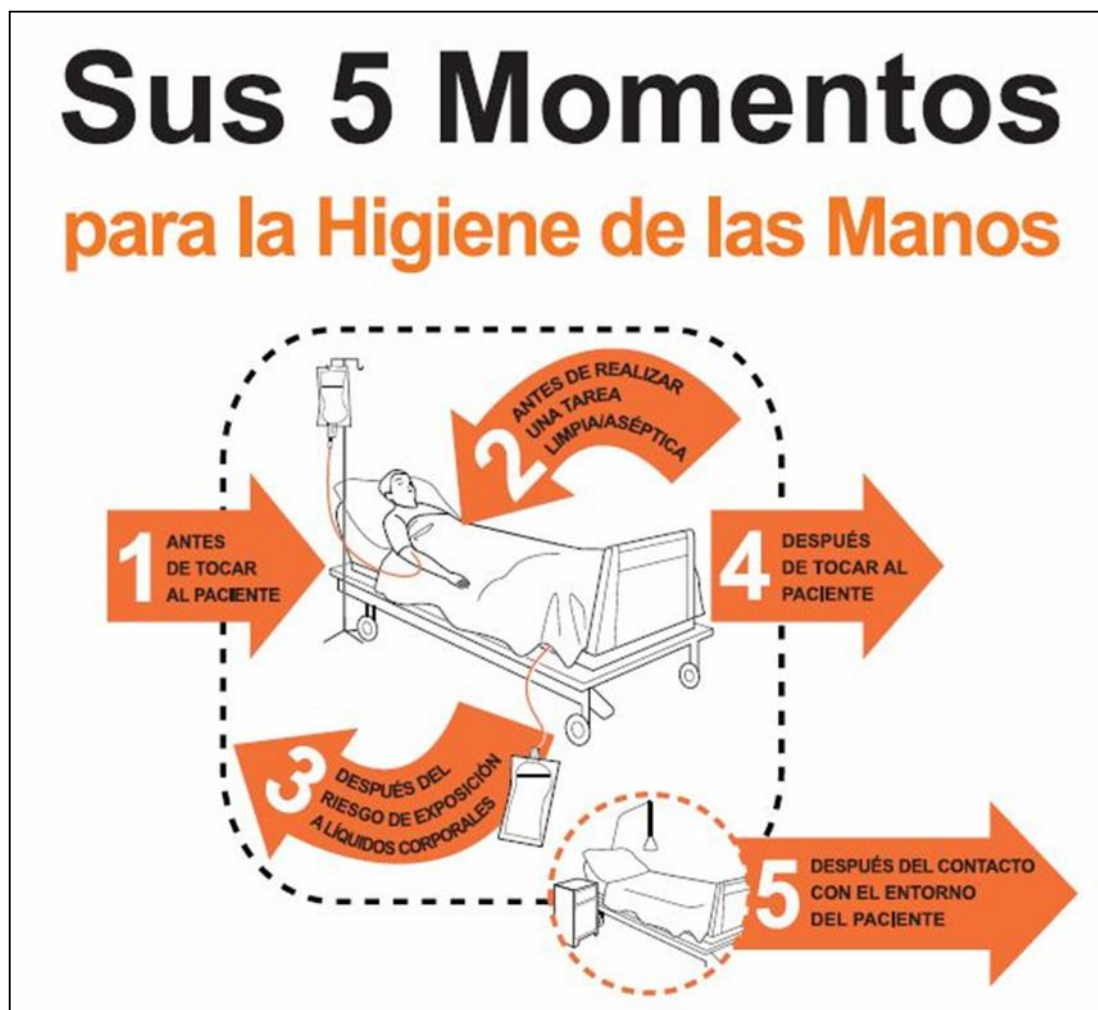 Sus 5 Momentos
para la Higiene de las Manos
1
ANTES
DE TOCAR
AL PACIENTE
2
ANTES DE REALIZAR
UNA TAREA
LIMPIA/ASÉPTICA
3
DESPUÉS DEL
RIESGO DE EXPOSICIÓN
A LÍQUIDOS CORPORALES
4
DESPUÉS
DE TOCAR AL
PACIENTE
5
DESPUÉS DEL CONTACTO
CON EL ENTORNO
DEL PACIENTE